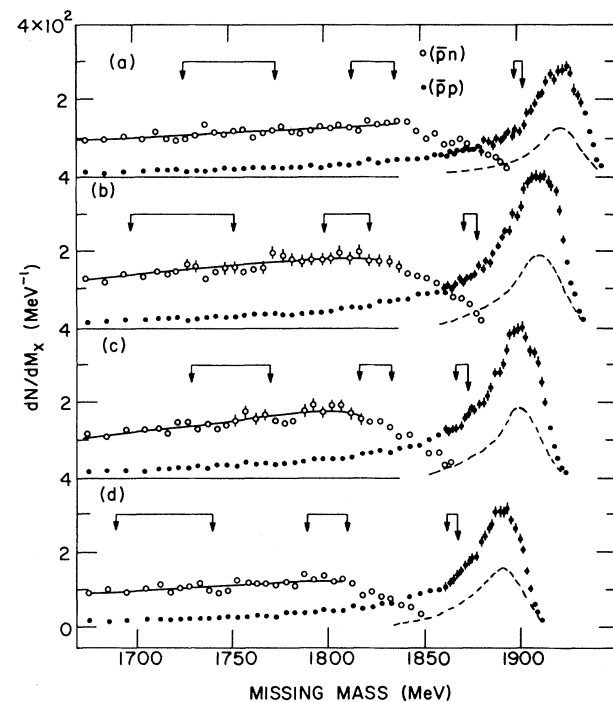 4×10²
(a)
○(p̄n)
●(p̄p)
2
4
(b)
2
4
(c)
2
4
(d)
2
0
dN/dMₓ (MeV⁻¹)
1700 1750 1800 1850 1900
MISSING MASS (MeV)